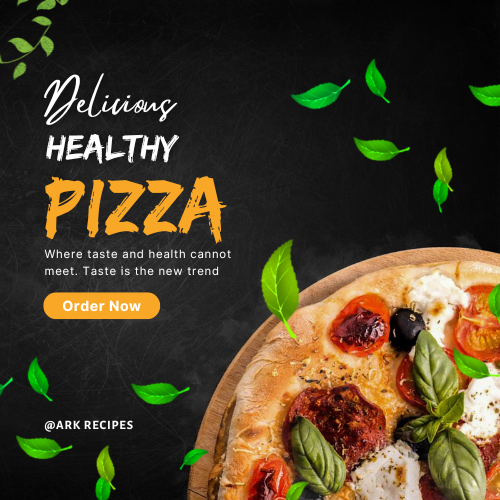 Delicious
HEALTHY
PIZZA
Where taste and health cannot
meet. Taste is the new trend
Order Now
@ARK RECIPES